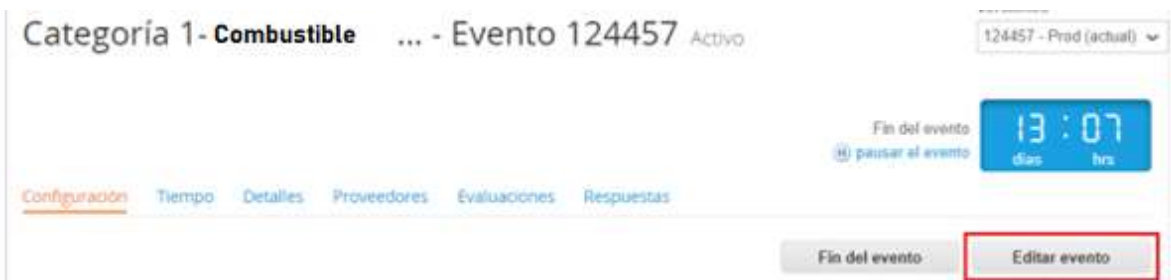 Categoría 1- Combustible ... - Evento 124457 Activo
124457 - Prod (actual)
Fin del evento
pausar el evento
13 : 07
días hrs
Configuración Tiempo Detalles Proveedores Evaluaciones Respuestas
Fin del evento Editar evento